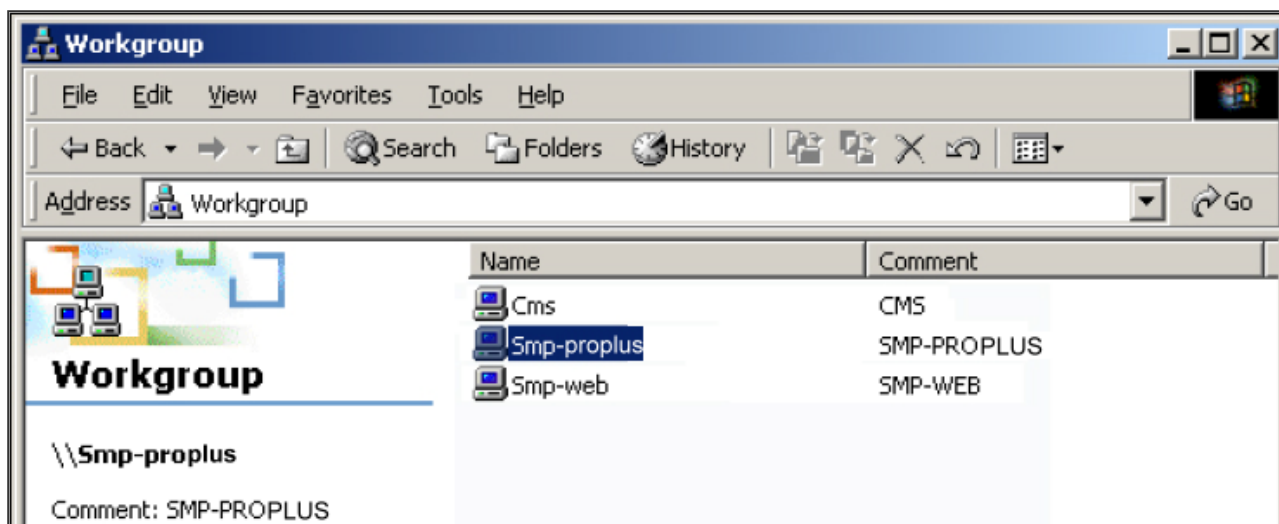 Workgroup
File Edit View Favorites Tools Help
Back Search Folders History
Address Workgroup Go
Name Comment
Cms CMS
Smp-proplus SMP-PROPLUS
Smp-web SMP-WEB
Workgroup
\\Smp-proplus
Comment: SMP-PROPLUS